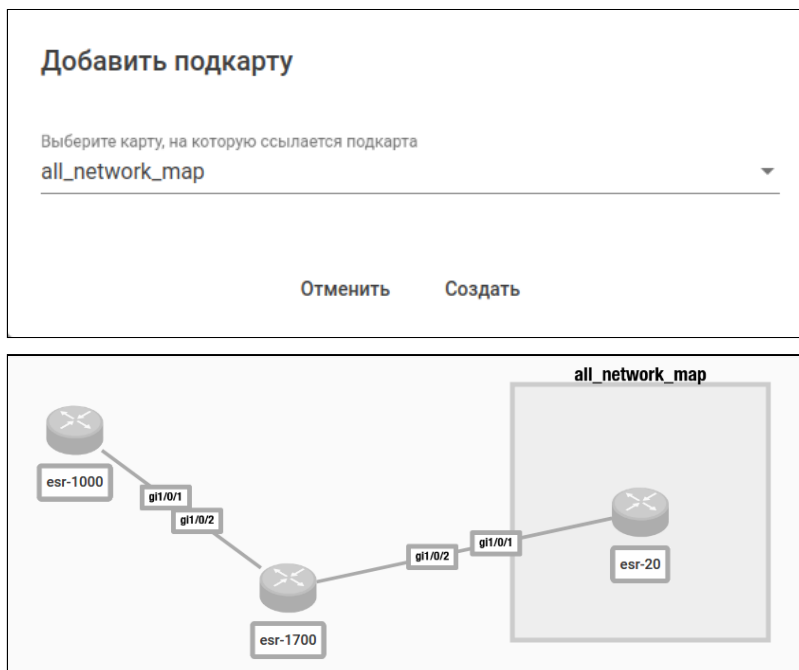 Добавить подкарту
Выберите карту, на которую ссылается подкарта
all_network_map
Отменить Создать
all_network_map
esr-1000
gi1/0/1
gi1/0/2
gi1/0/2
gi1/0/1
esr-20
esr-1700